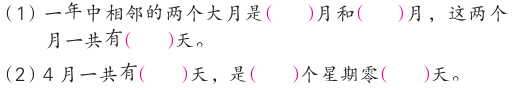 (1)一年中相邻的两个大月是(    )月和(    )月，这两个
月一共有(    )天。
(2)4月一共有(    )天，是(    )个星期零(    )天。